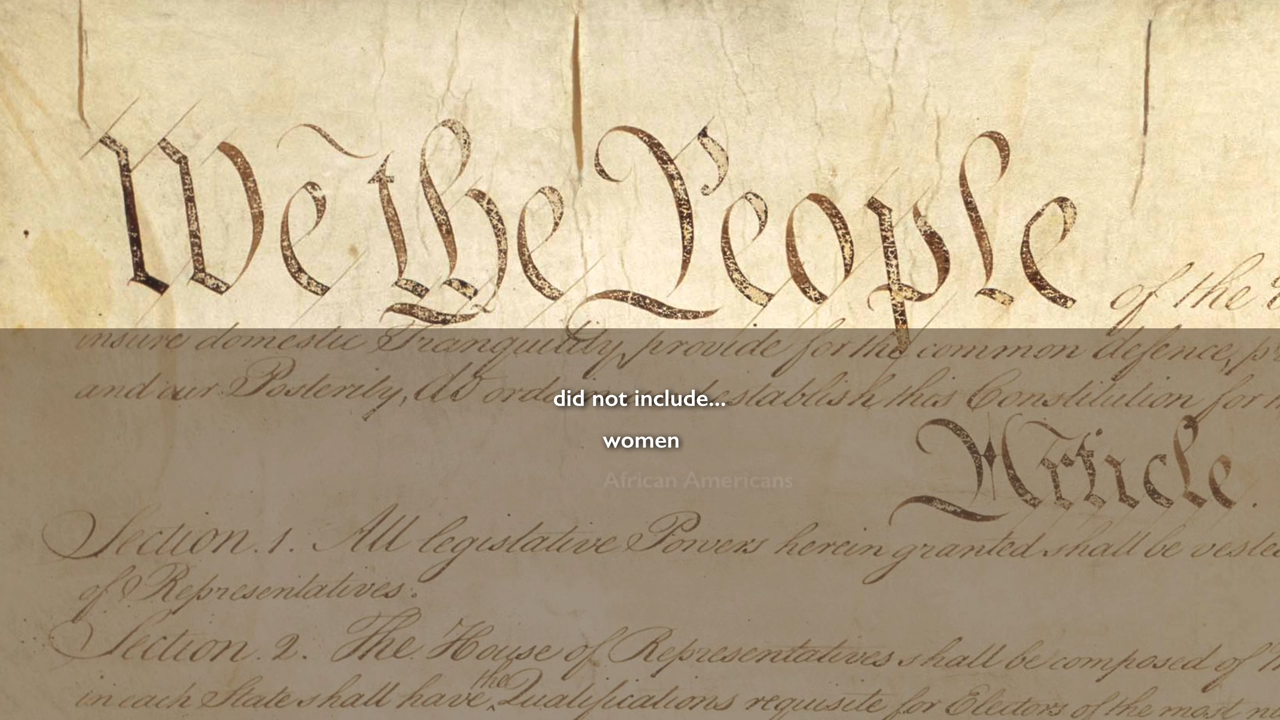 We the People
of the
insure domestic Tranquility, provide for the common defence,
and our Posterity, do ordain and establish this Constitution for
did not include...
women
African Americans
Article.
Section. 1. All legislative Powers herein granted shall be
of Representatives.
Section. 2. The House of Representatives shall be composed of
the
in each State shall have Qualifications requisite for Electors of the most